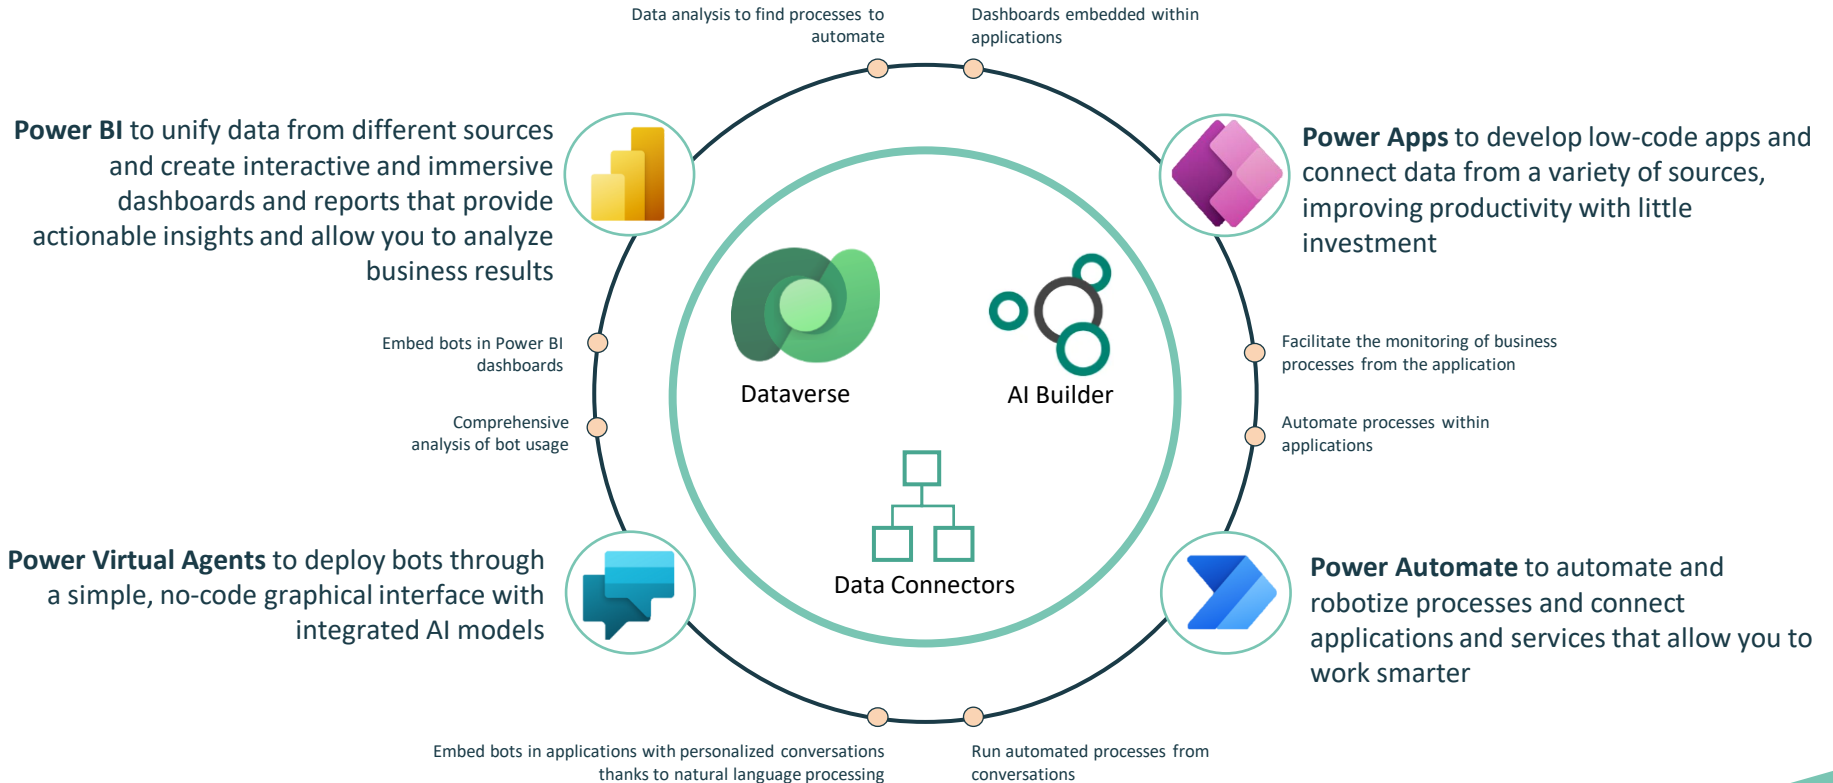 Data analysis to find processes to
automate
Dashboards embedded within
applications
Power BI to unify data from different sources
and create interactive and immersive
dashboards and reports that provide
actionable insights and allow you to analyze
business results
Power Apps to develop low-code apps and
connect data from a variety of sources,
improving productivity with little
investment
Embed bots in Power BI
dashboards
Comprehensive
analysis of bot usage
Dataverse
AI Builder
Data Connectors
Facilitate the monitoring of business
processes from the application
Automate processes within
applications
Power Virtual Agents to deploy bots through
a simple, no-code graphical interface with
integrated AI models
Power Automate to automate and
robotize processes and connect
applications and services that allow you to
work smarter
Embed bots in applications with personalized conversations
thanks to natural language processing
Run automated processes from
conversations